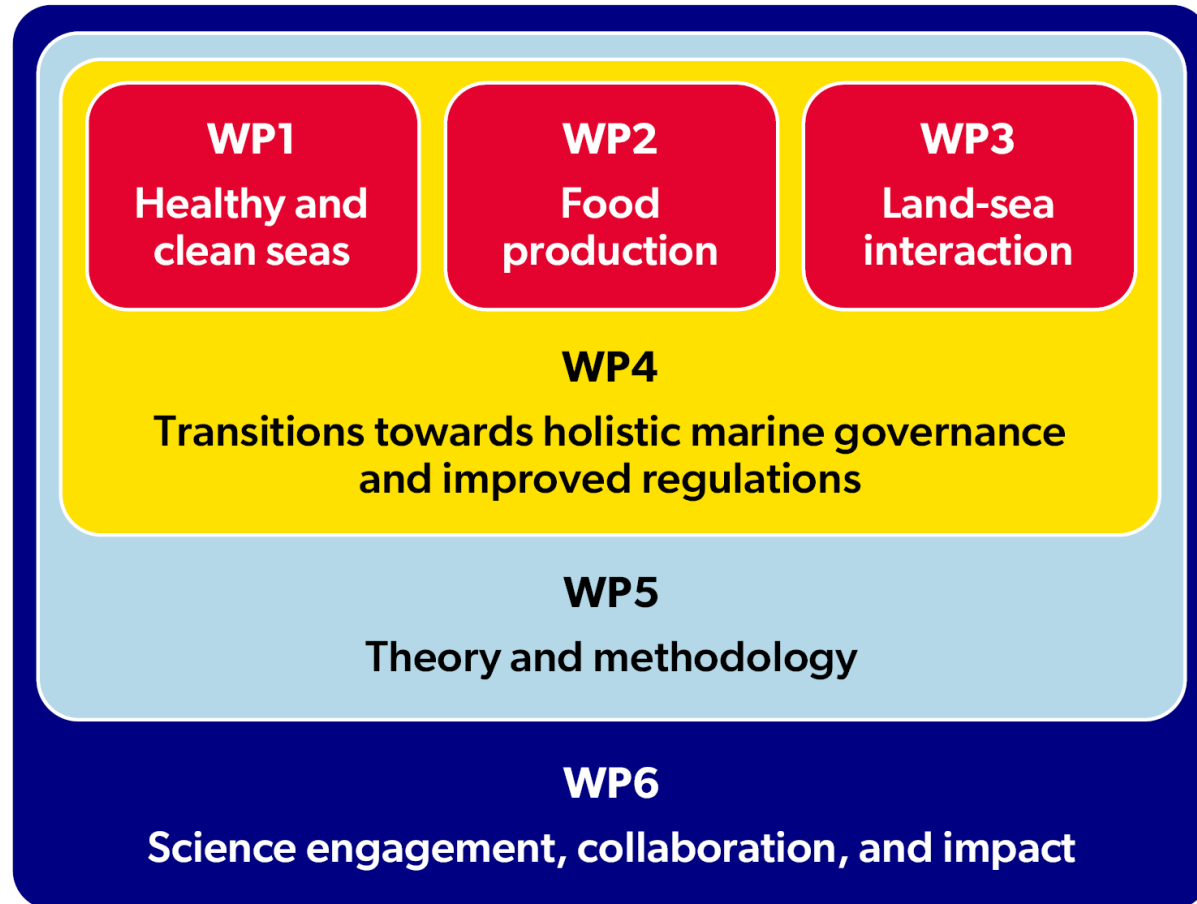 WP1
Healthy and
clean seas
WP2
Food
production
WP3
Land-sea
interaction
WP4
Transitions towards holistic marine governance
and improved regulations
WP5
Theory and methodology
WP6
Science engagement, collaboration, and impact